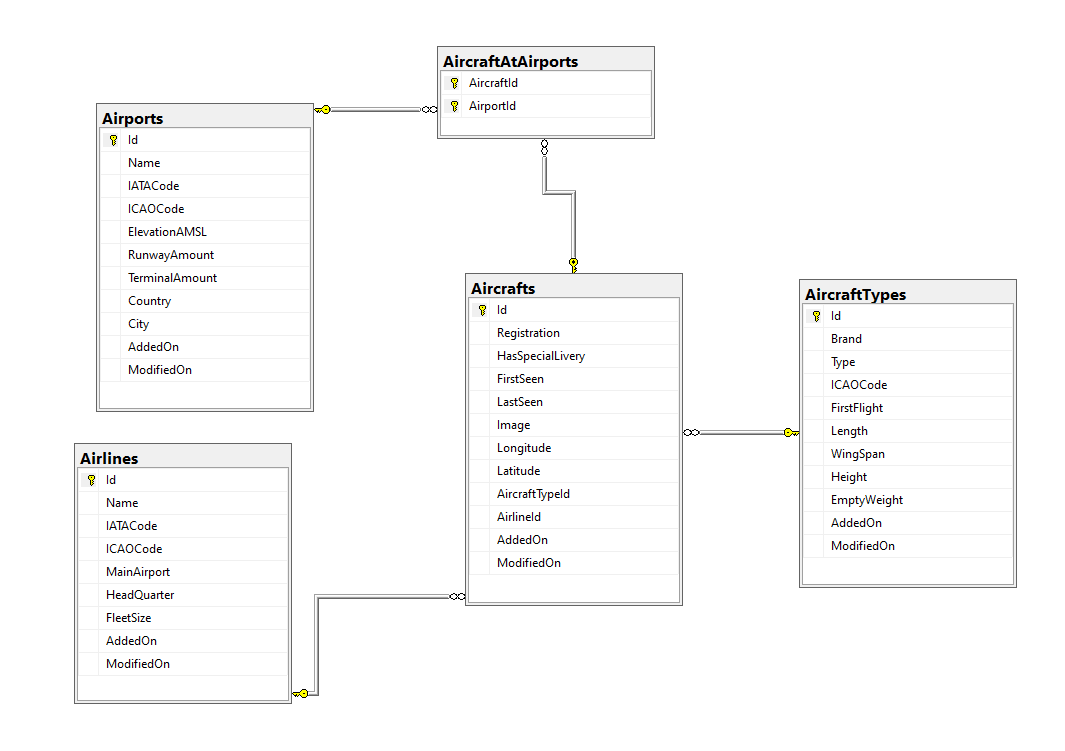 AircraftAtAirports
AircraftId
AirportId
Airports
Id
Name
IATACode
ICAOCode
ElevationAMSL
RunwayAmount
TerminalAmount
Country
City
AddedOn
ModifiedOn
Aircrafts
Id
Registration
HasSpecialLivery
FirstSeen
LastSeen
Image
Longitude
Latitude
AircraftTypeId
AirlineId
AddedOn
ModifiedOn
AircraftTypes
Id
Brand
Type
ICAOCode
FirstFlight
Length
WingSpan
Height
EmptyWeight
AddedOn
ModifiedOn
Airlines
Id
Name
IATACode
ICAOCode
MainAirport
HeadQuarter
FleetSize
AddedOn
ModifiedOn